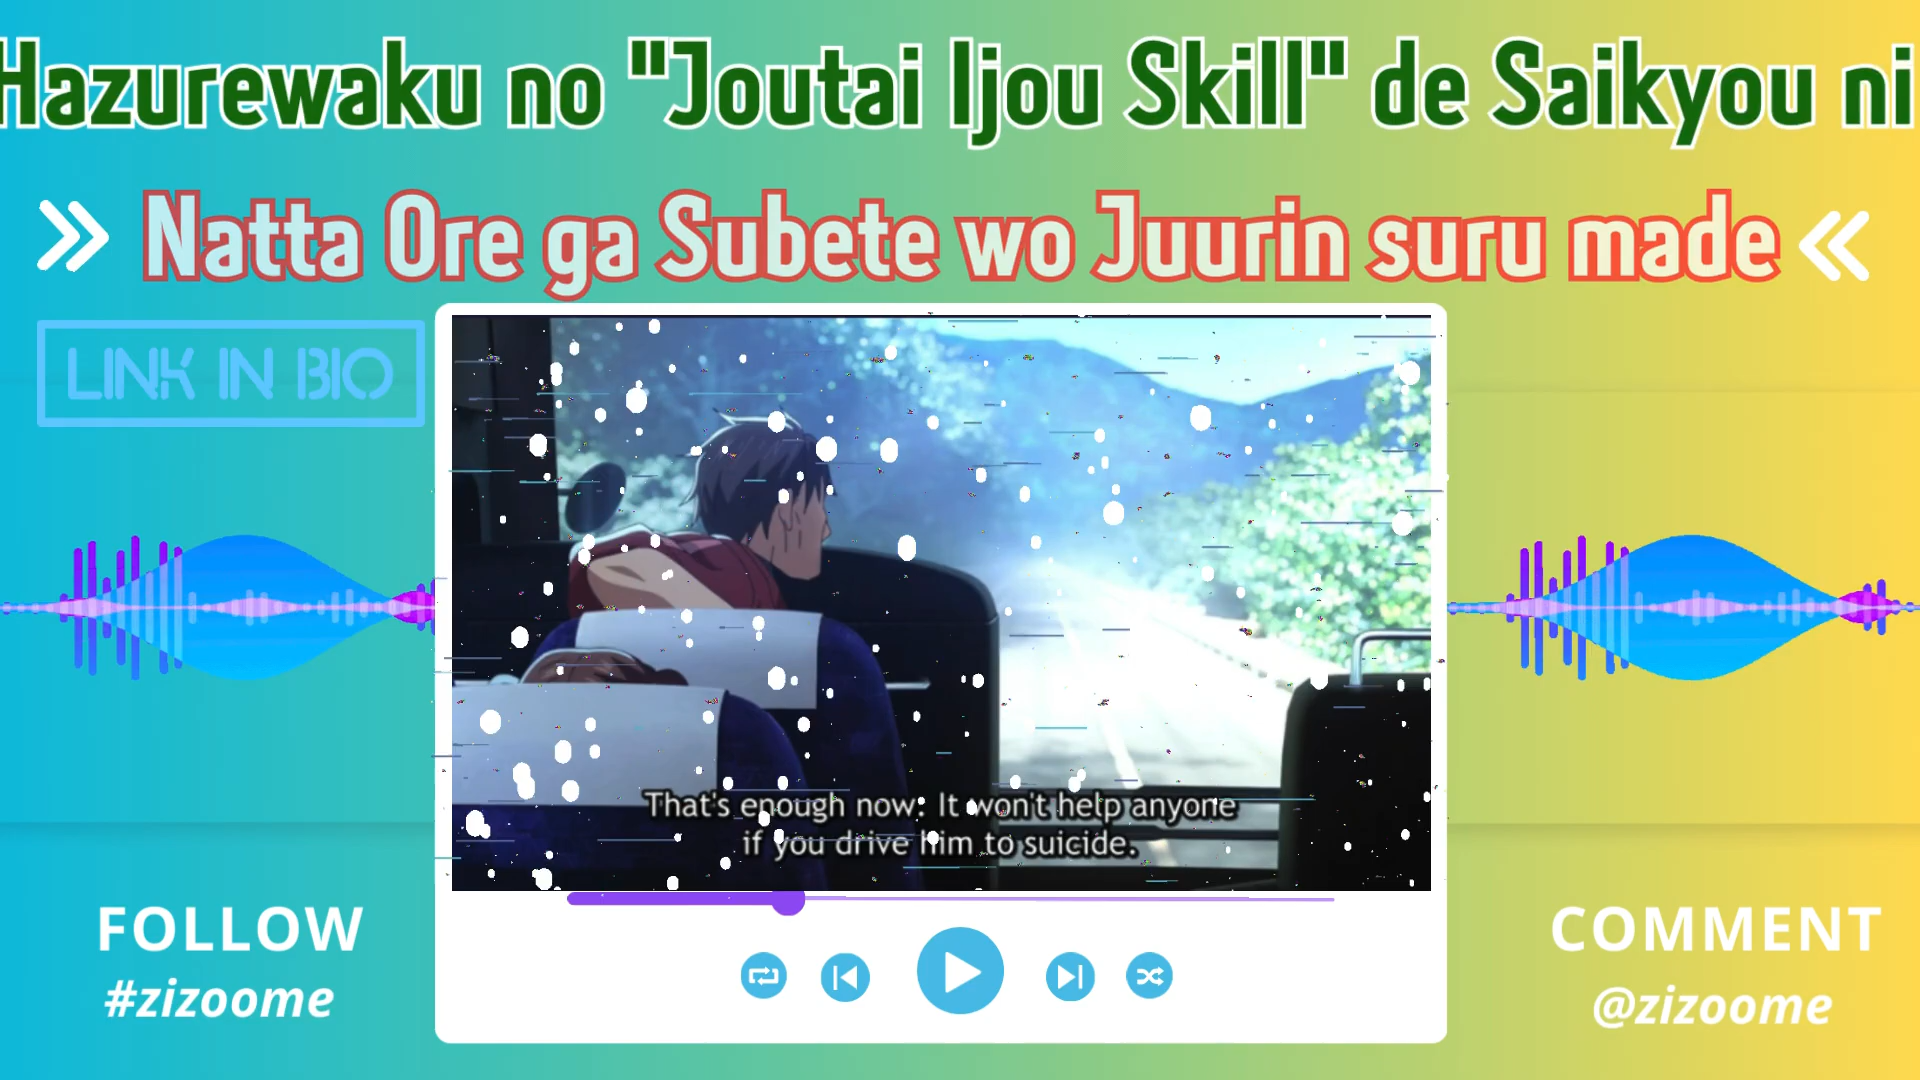 Hazurewaku no "Joutai Ijou Skill" de Saikyou ni
Natta Ore ga Subete wo Juurin suru made
LINK IN BIO
That's enough now. It won't help anyone
if you drive him to suicide.
FOLLOW
#zizoome
COMMENT
@zizoome